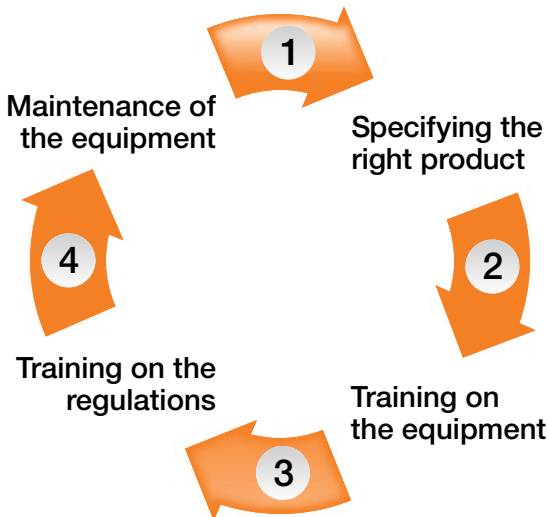 1
Maintenance of
the equipment
Specifying the
right product
4
2
Training on the
regulations
Training on
the equipment
3